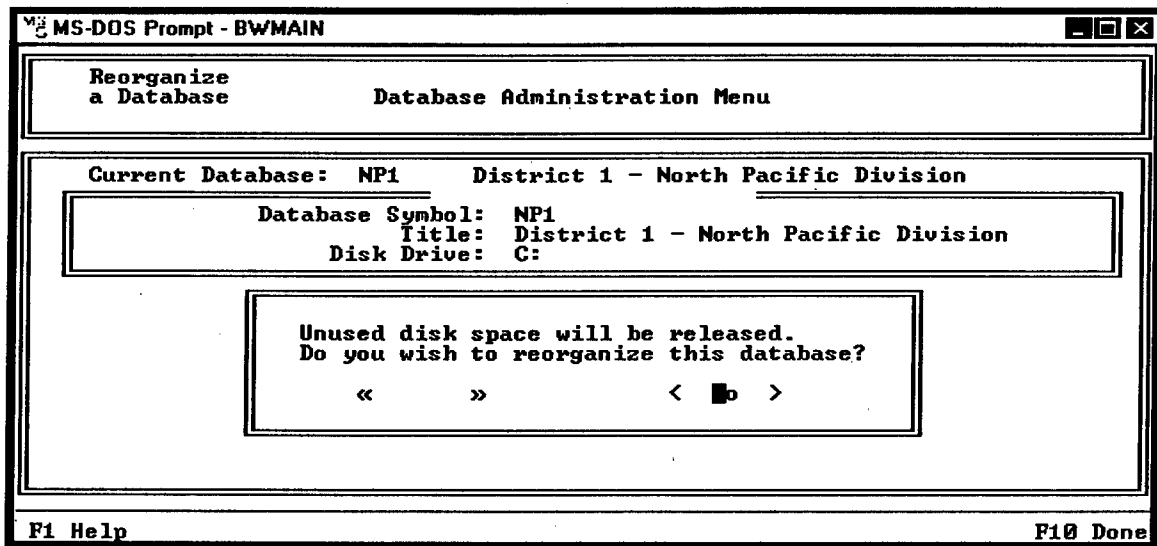 MS-DOS Prompt - BWMAIN
Reorganize
a Database
Database Administration Menu
Current Database: NP1 District 1 - North Pacific Division
Database Symbol: NP1
Title: District 1 - North Pacific Division
Disk Drive: C:
Unused disk space will be released.
Do you wish to reorganize this database?
« » < o >
F1 Help F10 Done